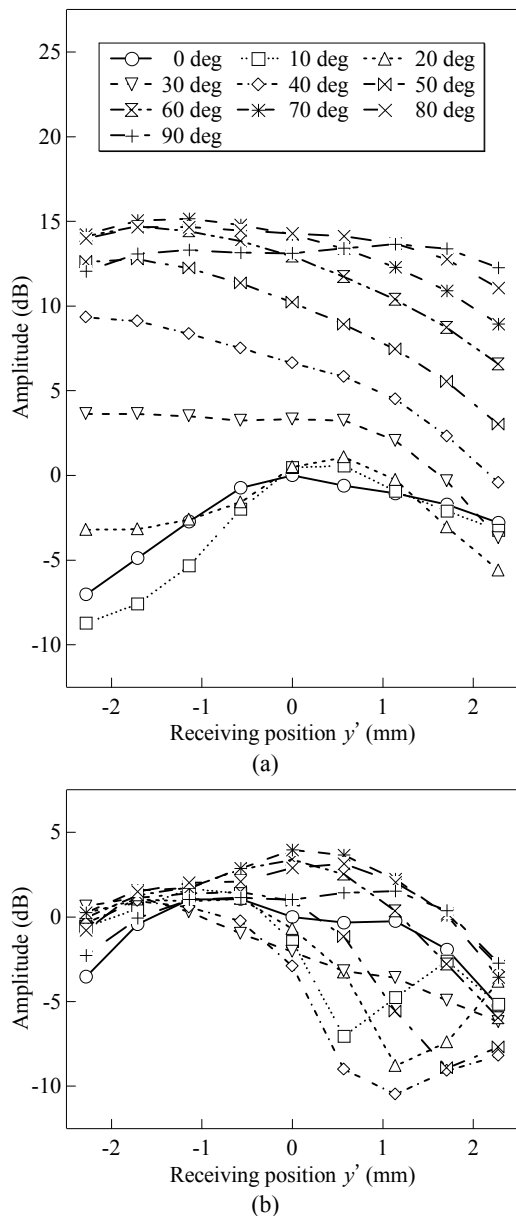 25
20
15
10
5
0
-5
-10
Amplitude (dB)
0 deg 10 deg 20 deg
30 deg 40 deg 50 deg
60 deg 70 deg 80 deg
90 deg
-2 -1 0 1 2
Receiving position y’ (mm)
(a)
5
0
-5
-10
Amplitude (dB)
-2 -1 0 1 2
Receiving position y’ (mm)
(b)